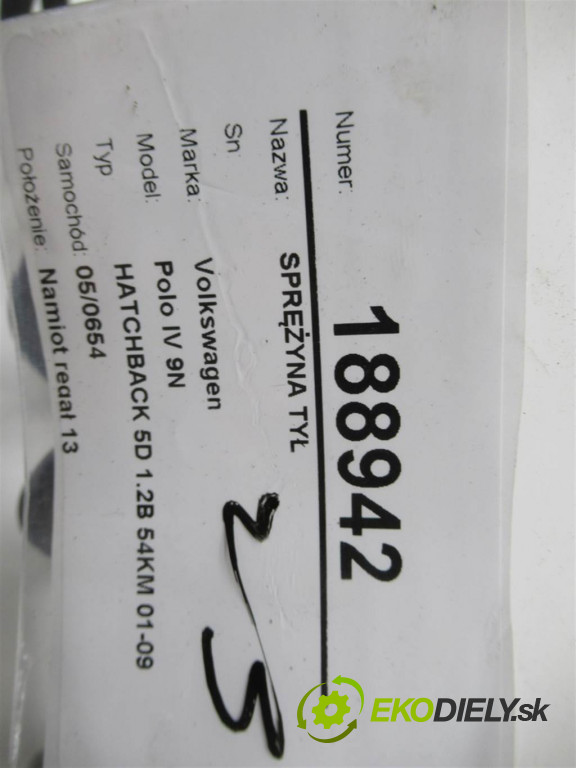 Numer: 188942
Nazwa: SPRĘŻYNA TYŁ
Sn
Marka: Volkswagen
Model: Polo IV 9N
Typ HATCHBACK 5D 1.2B 54KM 01-09
Samochód: 05/0654
Położenie: Namiot regał 13
EKODIELY.sk